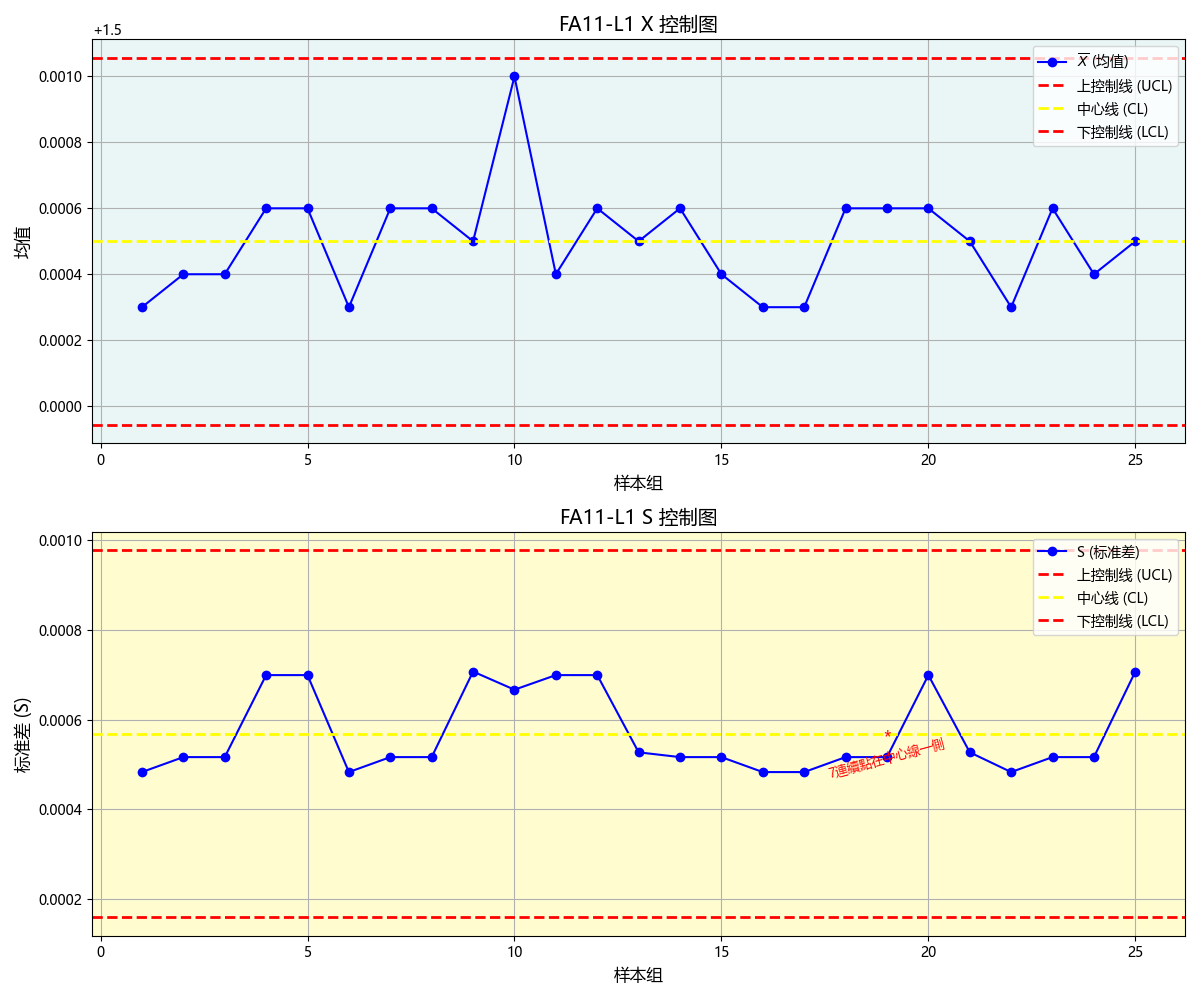 FA11-L1 X 控制图
+1.5
0.0010
0.0008
0.0006
0.0004
0.0002
0.0000
均值
X (均值)
上控制线 (UCL)
中心线 (CL)
下控制线 (LCL)
0 5 10 15 20 25
样本组
FA11-L1 S 控制图
0.0010
0.0008
0.0006
0.0004
0.0002
标准差 (S)
S (标准差)
上控制线 (UCL)
中心线 (CL)
下控制线 (LCL)
*
7連續點在中心線一側
0 5 10 15 20 25
样本组